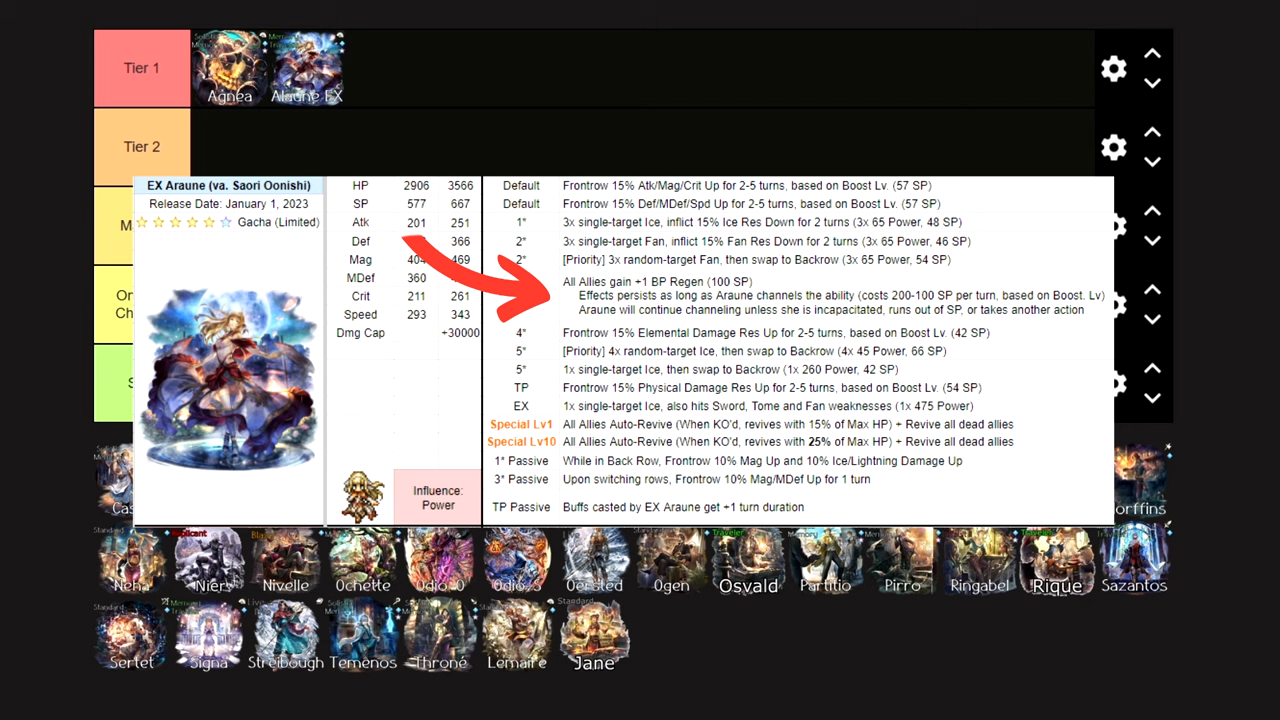 Tier 1
Agnea
Alaune EX
Tier 2
EX Araune (va. Saori Oonishi)
Release Date: January 1, 2023
Gacha (Limited)
HP 2906 3566
SP 577 667
Atk 201 251
Def 366
Mag 404 469
MDef 360
Crit 211 261
Speed 293 343
Dmg Cap +30000
Influence:
Power
Default Frontrow 15% Atk/Mag/Crit Up for 2-5 turns, based on Boost Lv. (57 SP)
Default Frontrow 15% Def/MDef/Spd Up for 2-5 turns, based on Boost Lv. (57 SP)
1* 3x single-target Ice, inflict 15% Ice Res Down for 2 turns (3x 65 Power, 48 SP)
2* 3x single-target Fan, inflict 15% Fan Res Down for 2 turns (3x 65 Power, 46 SP)
2* [Priority] 3x random-target Fan, then swap to Backrow (3x 65 Power, 54 SP)
All Allies gain +1 BP Regen (100 SP)
Effects persists as long as Araune channels the ability (costs 200-100 SP per turn, based on Boost. Lv)
Araune will continue channeling unless she is incapacitated, runs out of SP, or takes another action
4* Frontrow 15% Elemental Damage Res Up for 2-5 turns, based on Boost Lv. (42 SP)
5* [Priority] 4x random-target Ice, then swap to Backrow (4x 45 Power, 66 SP)
5* 1x single-target Ice, then swap to Backrow (1x 260 Power, 42 SP)
TP Frontrow 15% Physical Damage Res Up for 2-5 turns, based on Boost Lv. (54 SP)
EX 1x single-target Ice, also hits Sword, Tome and Fan weaknesses (1x 475 Power)
Special Lv1 All Allies Auto-Revive (When KO'd, revives with 15% of Max HP) + Revive all dead allies
Special Lv10 All Allies Auto-Revive (When KO'd, revives with 25% of Max HP) + Revive all dead allies
1* Passive While in Back Row, Frontrow 10% Mag Up and 10% Ice/Lightning Damage Up
3* Passive Upon switching rows, Frontrow 10% Mag/MDef Up for 1 turn
TP Passive Buffs casted by EX Araune get +1 turn duration
Neha Niers Nivelle Ochette Odio_O Odio_S Oersted Ogen Osvald Partitio Pirro Ringabel Rique Sazantos
Sertet Signa Streibough Temenos Throné Lemaire Jane